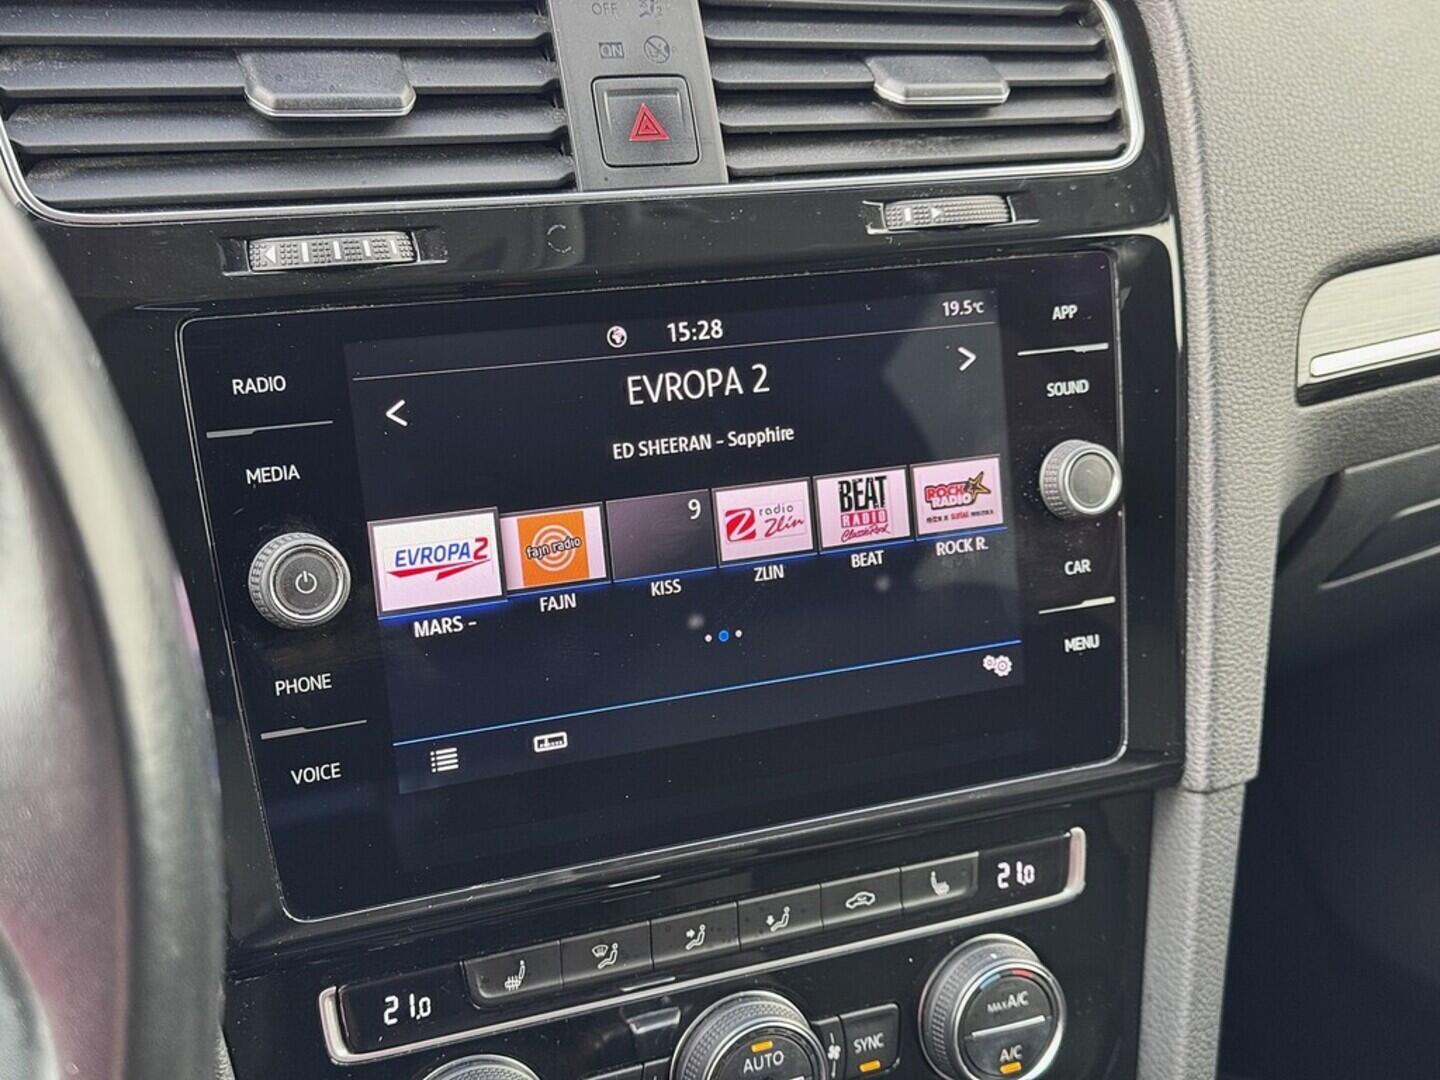 OFF
ON
15:28
19.5°C
EVROPA 2
ED SHEERAN - Sapphire
RADIO
MEDIA
PHONE
VOICE
APP
SOUND
CAR
MENU
EVROPA 2
fajn radio
9
radio
Zlín
BEAT
RADIO
ClassicRock
ROCK
RADIO
MARS -
FAJN
KISS
ZLIN
BEAT
ROCK R.
21.0
21.0
AUTO
SYNC
MAX A/C
A/C